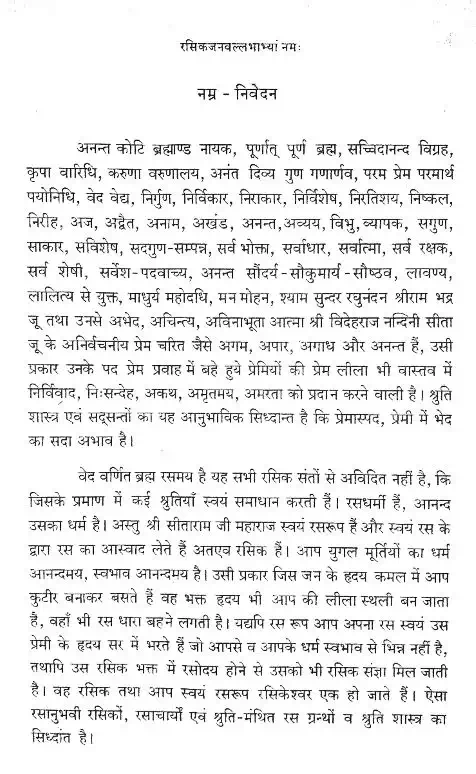 रसिकजनवल्लभाभ्यां नमः
नम्र - निवेदन
अनन्त कोटि ब्रह्माण्ड नायक, पूर्णात् पूर्ण ब्रह्म, सच्चिदानन्द विग्रह,
कृपा वारिधि, करुणा वरुणालय, अनंत दिव्य गुण गणार्णव, परम प्रेम परमार्थ
पयोनिधि, वेद वेद्य, निर्गुण, निर्विकार, निराकार, निर्विशेष, निरतिशय, निष्कल,
निरीह, अज, अद्वैत, अनाम, अखंड, अनन्त,अव्यय, विभु,व्यापक, सगुण,
साकार, सविशेष, सदगुण-सम्पन्न, सर्व भोक्ता, सर्वाधार, सर्वात्मा, सर्व रक्षक,
सर्व शेषी, सर्वेश-पदवाच्य, अनन्त सौंदर्य-सौकुमार्य-सौष्ठव, लावण्य,
लालित्य से युक्त, माधुर्य महोदधि, मन मोहन, श्याम सुन्दर रघुनंदन श्रीराम भद्र
जू तथा उनसे अभेद, अचिन्त्य, अविनाभूता आत्मा श्री विदेहराज नन्दिनी सीता
जू के अनिर्वचनीय प्रेम चरित जैसे अगम, अपार, अगाध और अनन्त हैं, उसी
प्रकार उनके पद प्रेम प्रवाह में बहे हुये प्रेमियों की प्रेम लीला भी वास्तव में
निर्विवाद, निःसन्देह, अकथ, अमृतमय, अमरता को प्रदान करने वाली है। श्रुति
शास्त्र एवं सद्सन्तों का यह आनुभाविक सिध्दान्त है कि प्रेमास्पद, प्रेमी में भेद
का सदा अभाव है।
वेद वर्णित ब्रह्म रसमय है यह सभी रसिक संतों से अविदित नहीं है, कि
जिसके प्रमाण में कई श्रुतियाँ स्वयं समाधान करती हैं। रसधर्मी हैं, आनन्द
उसका धर्म है। अस्तु श्री सीताराम जी महाराज स्वयं रसरूप हैं और स्वयं रस के
द्वारा रस का आस्वाद लेते हैं अतएव रसिक हैं। आप युगल मूर्तियों का धर्म
आनन्दमय, स्वभाव आनन्दमय है। उसी प्रकार जिस जन के हृदय कमल में आप
कुटीर बनाकर बसते हैं वह भक्त हृदय भी आप की लीला स्थली बन जाता
है, वहाँ भी रस धारा बहने लगती है। यद्यपि रस रूप आप अपना रस स्वयं उस
प्रेमी के हृदय सर में भरते हैं जो आपसे व आपके धर्म स्वभाव से भिन्न नहीं है,
तथापि उस रसिक भक्त में रसोदय होने से उसको भी रसिक संज्ञा मिल जाती
है। वह रसिक तथा आप स्वयं रसरूप रसिकेश्वर एक हो जाते हैं। ऐसा
रसानुभवी रसिकों, रसाचार्यों एवं श्रुति-मंथित रस ग्रन्थों व श्रुति शास्त्र का
सिध्दांत है।